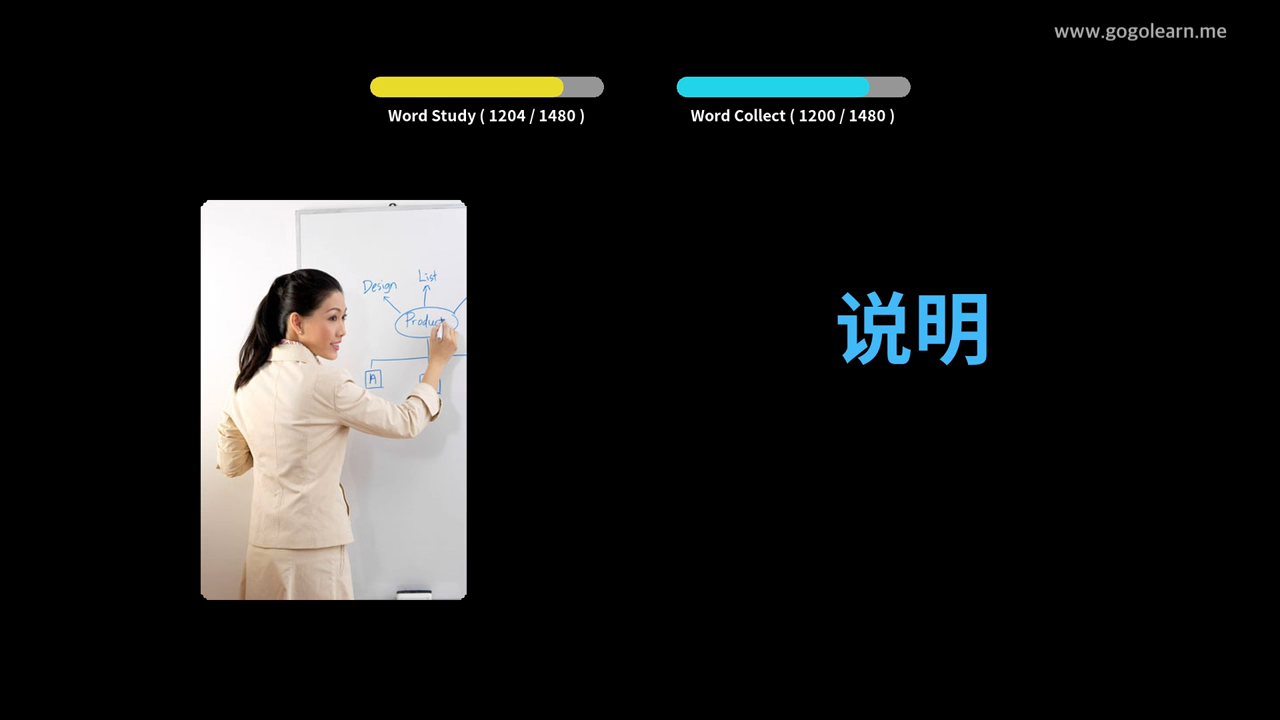 www.gogolearn.me
Word Study ( 1204 / 1480 )
Word Collect ( 1200 / 1480 )
说明
List
Design
Product
A